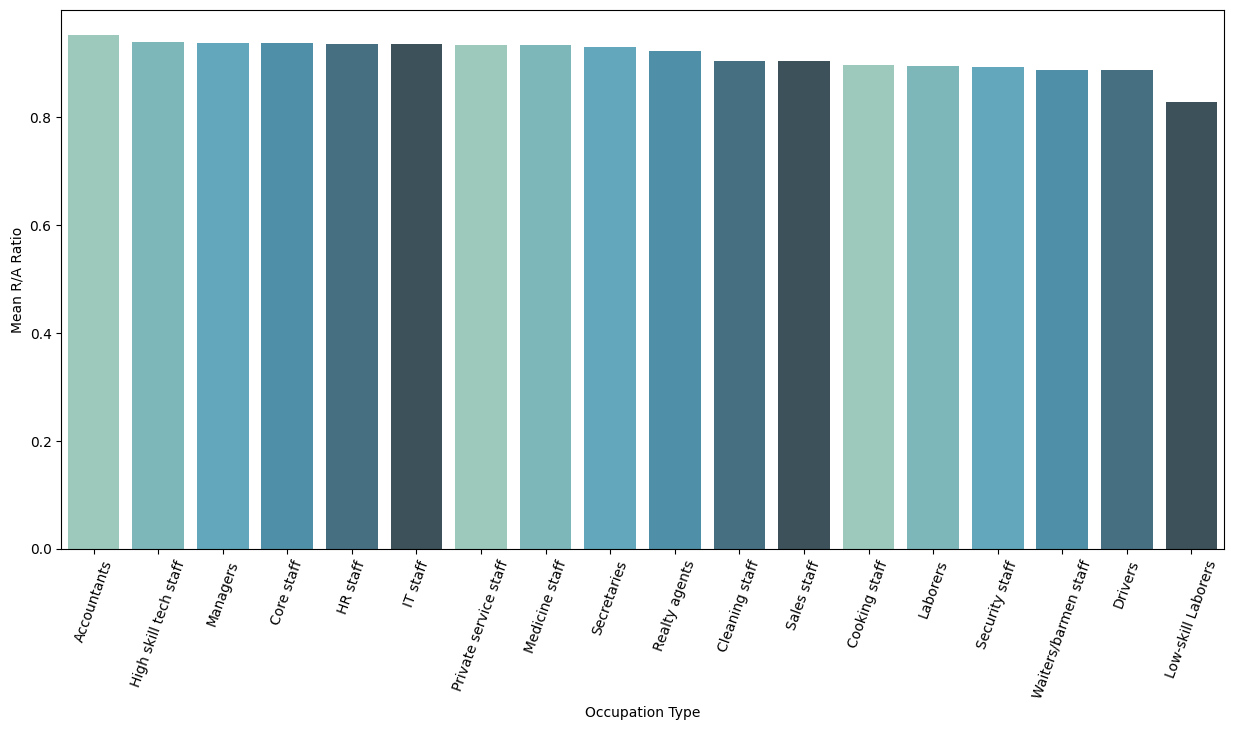 Mean R/A Ratio
0.8
0.6
0.4
0.2
0.0
Accountants
High skill tech staff
Managers
Core staff
HR staff
IT staff
Private service staff
Medicine staff
Secretaries
Realty agents
Cleaning staff
Sales staff
Cooking staff
Laborers
Security staff
Waiters/barmen staff
Drivers
Low-skill Laborers
Occupation Type